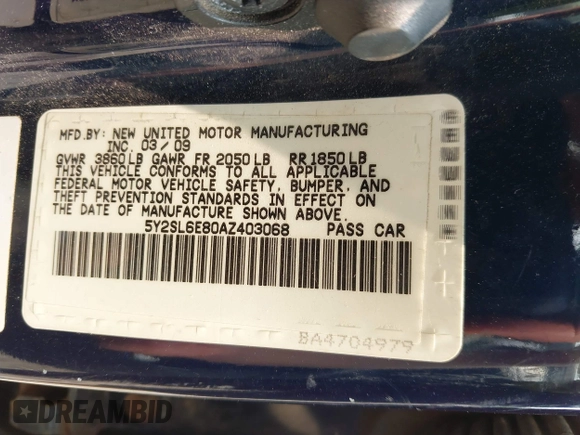 MFD.BY: NEW UNITED MOTOR MANUFACTURING
INC. 03/09
GVWR 3860LB GAWR FR 2050LB RR1850LB
THIS VEHICLE CONFORMS TO ALL APPLICABLE
FEDERAL MOTOR VEHICLE SAFETY, BUMPER, AND
THEFT PREVENTION STANDARDS IN EFFECT ON
THE DATE OF MANUFACTURE SHOWN ABOVE.
5Y2SL6E80AZ403068 PASS CAR
BA4704979
DREAMBID